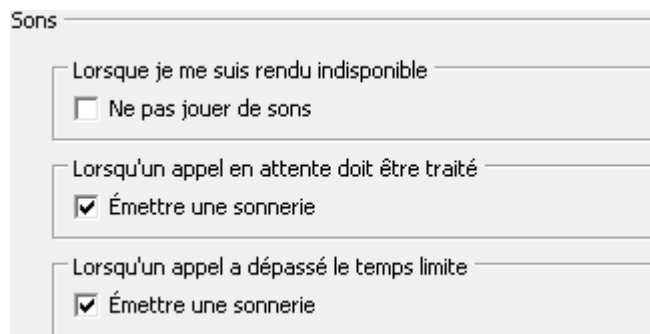 Sons
Lorsque je me suis rendu indisponible
Ne pas jouer de sons
Lorsqu'un appel en attente doit être traité
Émettre une sonnerie
Lorsqu'un appel a dépassé le temps limite
Émettre une sonnerie